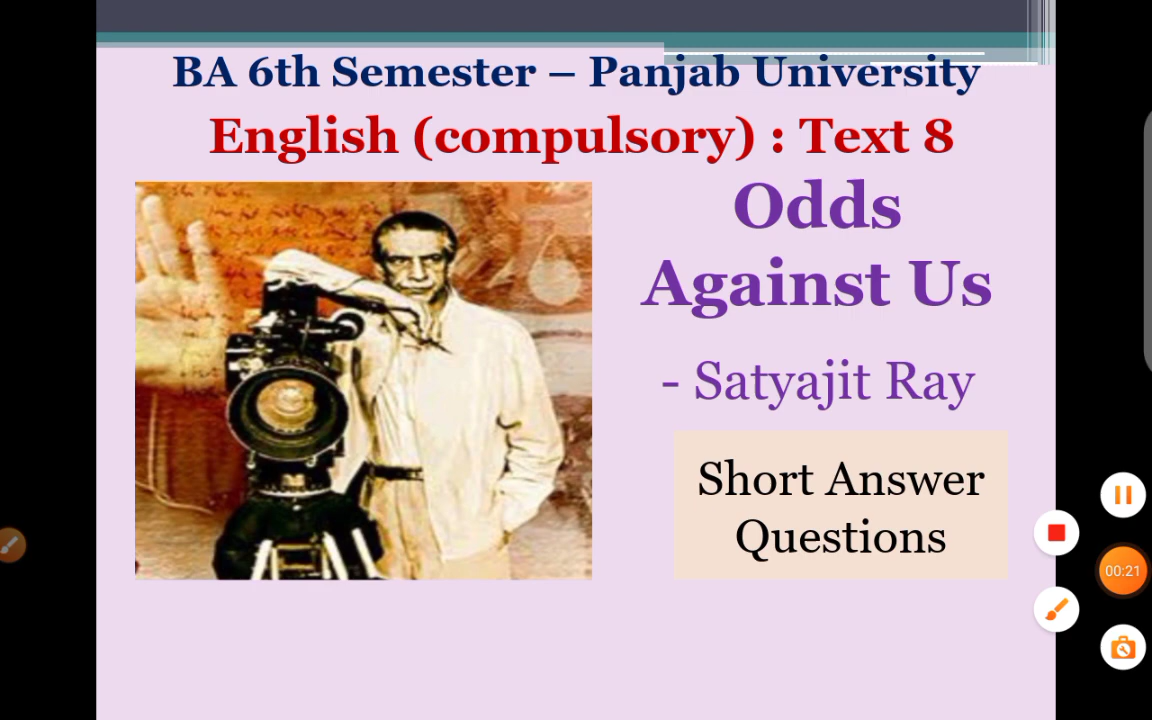 BA 6th Semester – Panjab University
English (compulsory) : Text 8
Odds
Against Us
- Satyajit Ray
Short Answer
Questions
00:21